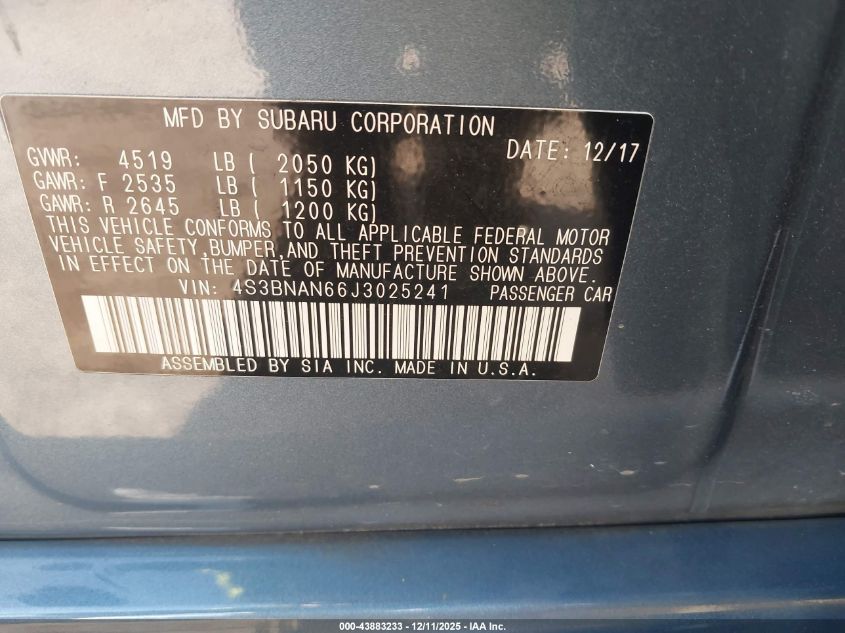 MFD BY SUBARU CORPORATION
DATE: 12/17
GVWR: 4519 LB ( 2050 KG)
GAWR: F 2535 LB ( 1150 KG)
GAWR: R 2645 LB ( 1200 KG)
THIS VEHICLE CONFORMS TO ALL APPLICABLE FEDERAL MOTOR
VEHICLE SAFETY,BUMPER,AND THEFT PREVENTION STANDARDS
IN EFFECT ON THE DATE OF MANUFACTURE SHOWN ABOVE.
VIN: 4S3BNAN66J3025241 PASSENGER CAR
ASSEMBLED BY SIA INC. MADE IN U.S.A.
000-43883233 - 12/11/2025 - IAA Inc.